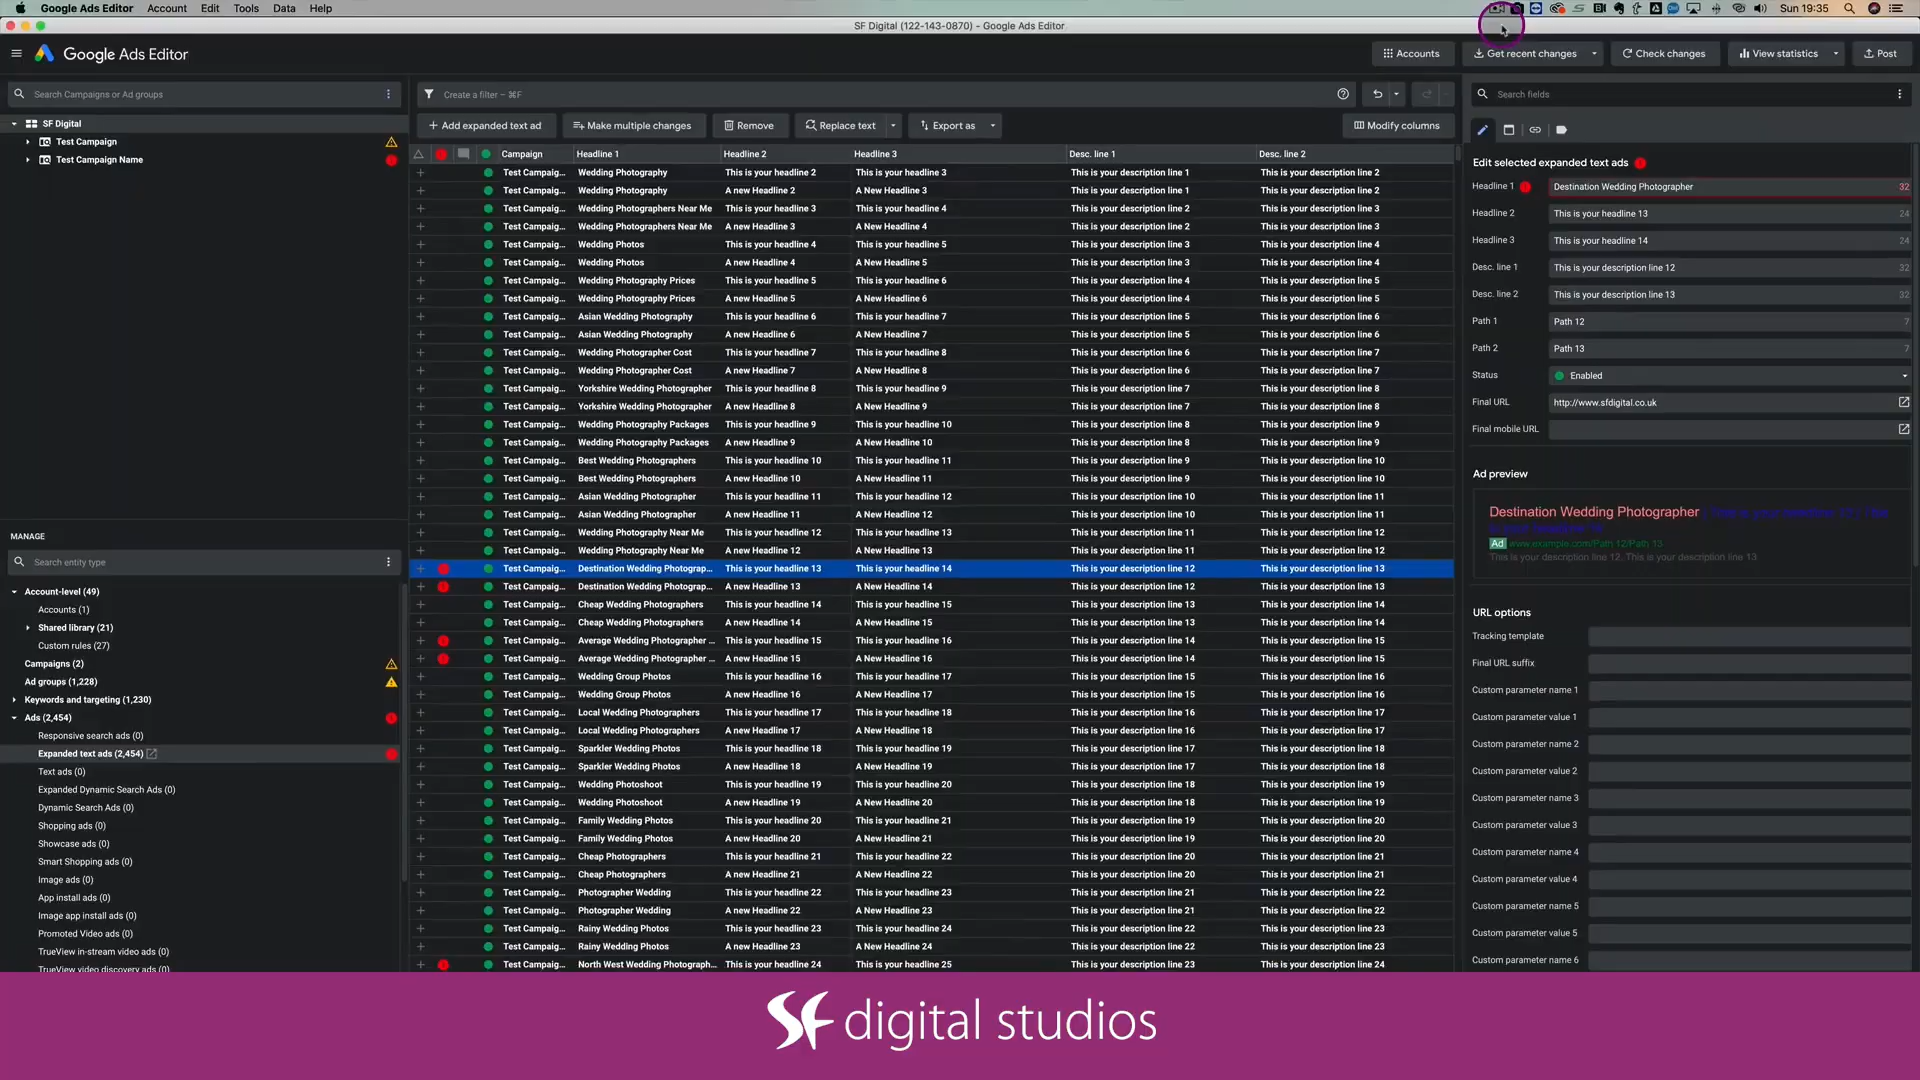 Google Ads Editor Account Edit Tools Data Help Sun 19:35
SF Digital (122-143-0870) - Google Ads Editor
Google Ads Editor Accounts Get recent changes Check changes View statistics Post
Search Campaigns or Ad groups
Create a filter – ⌘F
Search fields
SF Digital
Test Campaign
Test Campaign Name
Add expanded text ad Make multiple changes Remove Replace text Export as Modify columns
Campaign Headline 1 Headline 2 Headline 3 Desc. line 1 Desc. line 2
Test Campaig... Wedding Photography This is your headline 2 This is your headline 3 This is your description line 1 This is your description line 2
Test Campaig... Wedding Photography A new Headline 2 A New Headline 3 This is your description line 1 This is your description line 2
Test Campaig... Wedding Photographers Near Me This is your headline 3 This is your headline 4 This is your description line 2 This is your description line 3
Test Campaig... Wedding Photographers Near Me A new Headline 3 A New Headline 4 This is your description line 2 This is your description line 3
Test Campaig... Wedding Photos This is your headline 4 This is your headline 5 This is your description line 3 This is your description line 4
Test Campaig... Wedding Photos A new Headline 4 A New Headline 5 This is your description line 3 This is your description line 4
Test Campaig... Wedding Photography Prices This is your headline 5 This is your headline 6 This is your description line 4 This is your description line 5
Test Campaig... Wedding Photography Prices A new Headline 5 A New Headline 6 This is your description line 4 This is your description line 5
Test Campaig... Asian Wedding Photography This is your headline 6 This is your headline 7 This is your description line 5 This is your description line 6
Test Campaig... Asian Wedding Photography A new Headline 6 A New Headline 7 This is your description line 5 This is your description line 6
Test Campaig... Wedding Photographer Cost This is your headline 7 This is your headline 8 This is your description line 6 This is your description line 7
Test Campaig... Wedding Photographer Cost A new Headline 7 A New Headline 8 This is your description line 6 This is your description line 7
Test Campaig... Yorkshire Wedding Photographer This is your headline 8 This is your headline 9 This is your description line 7 This is your description line 8
Test Campaig... Yorkshire Wedding Photographer A new Headline 8 A New Headline 9 This is your description line 7 This is your description line 8
Test Campaig... Wedding Photography Packages This is your headline 9 This is your headline 10 This is your description line 8 This is your description line 9
Test Campaig... Wedding Photography Packages A new Headline 9 A New Headline 10 This is your description line 8 This is your description line 9
Test Campaig... Best Wedding Photographers This is your headline 10 This is your headline 11 This is your description line 9 This is your description line 10
Test Campaig... Best Wedding Photographers A new Headline 10 A New Headline 11 This is your description line 9 This is your description line 10
Test Campaig... Asian Wedding Photographer This is your headline 11 This is your headline 12 This is your description line 10 This is your description line 11
Test Campaig... Asian Wedding Photographer A new Headline 11 A New Headline 12 This is your description line 10 This is your description line 11
Test Campaig... Wedding Photography Near Me This is your headline 12 This is your headline 13 This is your description line 11 This is your description line 12
Test Campaig... Wedding Photography Near Me A new Headline 12 A New Headline 13 This is your description line 11 This is your description line 12
Test Campaig... Destination Wedding Photograp... This is your headline 13 This is your headline 14 This is your description line 12 This is your description line 13
Test Campaig... Destination Wedding Photograp... A new Headline 13 A New Headline 14 This is your description line 12 This is your description line 13
Test Campaig... Cheap Wedding Photographers This is your headline 14 This is your headline 15 This is your description line 13 This is your description line 14
Test Campaig... Cheap Wedding Photographers A new Headline 14 A New Headline 15 This is your description line 13 This is your description line 14
Test Campaig... Average Wedding Photographer ... This is your headline 15 This is your headline 16 This is your description line 14 This is your description line 15
Test Campaig... Average Wedding Photographer ... A new Headline 15 A New Headline 16 This is your description line 14 This is your description line 15
Test Campaig... Wedding Group Photos This is your headline 16 This is your headline 17 This is your description line 15 This is your description line 16
Test Campaig... Wedding Group Photos A new Headline 16 A New Headline 17 This is your description line 15 This is your description line 16
Test Campaig... Local Wedding Photographers This is your headline 17 This is your headline 18 This is your description line 16 This is your description line 17
Test Campaig... Local Wedding Photographers A new Headline 17 A New Headline 18 This is your description line 16 This is your description line 17
Test Campaig... Sparkler Wedding Photos This is your headline 18 This is your headline 19 This is your description line 17 This is your description line 18
Test Campaig... Sparkler Wedding Photos A new Headline 18 A New Headline 19 This is your description line 17 This is your description line 18
Test Campaig... Wedding Photoshoot This is your headline 19 This is your headline 20 This is your description line 18 This is your description line 19
Test Campaig... Wedding Photoshoot A new Headline 19 A New Headline 20 This is your description line 18 This is your description line 19
Test Campaig... Family Wedding Photos This is your headline 20 This is your headline 21 This is your description line 19 This is your description line 20
Test Campaig... Family Wedding Photos A new Headline 20 A New Headline 21 This is your description line 19 This is your description line 20
Test Campaig... Cheap Photographers This is your headline 21 This is your headline 22 This is your description line 20 This is your description line 21
Test Campaig... Cheap Photographers A new Headline 21 A New Headline 22 This is your description line 20 This is your description line 21
Test Campaig... Photographer Wedding This is your headline 22 This is your headline 23 This is your description line 21 This is your description line 22
Test Campaig... Photographer Wedding A new Headline 22 A New Headline 23 This is your description line 21 This is your description line 22
Test Campaig... Rainy Wedding Photos This is your headline 23 This is your headline 24 This is your description line 22 This is your description line 23
Test Campaig... Rainy Wedding Photos A new Headline 23 A New Headline 24 This is your description line 22 This is your description line 23
Test Campaig... North West Wedding Photograph... This is your headline 24 This is your headline 25 This is your description line 23 This is your description line 24
MANAGE
Search entity type
Account-level (49)
Accounts (1)
Shared library (21)
Custom rules (27)
Campaigns (2)
Ad groups (1,228)
Keywords and targeting (1,230)
Ads (2,454)
Responsive search ads (0)
Expanded text ads (2,454)
Text ads (0)
Expanded Dynamic Search Ads (0)
Dynamic Search Ads (0)
Shopping ads (0)
Showcase ads (0)
Smart Shopping ads (0)
Image ads (0)
App install ads (0)
Image app install ads (0)
Promoted Video ads (0)
TrueView in-stream video ads (0)
TrueView video discovery ads (0)
Edit selected expanded text ads
Headline 1 Destination Wedding Photographer 32
Headline 2 This is your headline 13 24
Headline 3 This is your headline 14 24
Desc. line 1 This is your description line 12 32
Desc. line 2 This is your description line 13 32
Path 1 Path 12 7
Path 2 Path 13 7
Status Enabled
Final URL http://www.sfdigital.co.uk
Final mobile URL
Ad preview
Destination Wedding Photographer
Ad www.example.com/Path 12/Path 13
This is your description line 12. This is your description line 13
URL options
Tracking template
Final URL suffix
Custom parameter name 1
Custom parameter value 1
Custom parameter name 2
Custom parameter value 2
Custom parameter name 3
Custom parameter value 3
Custom parameter name 4
Custom parameter value 4
Custom parameter name 5
Custom parameter value 5
Custom parameter name 6
SF digital studios